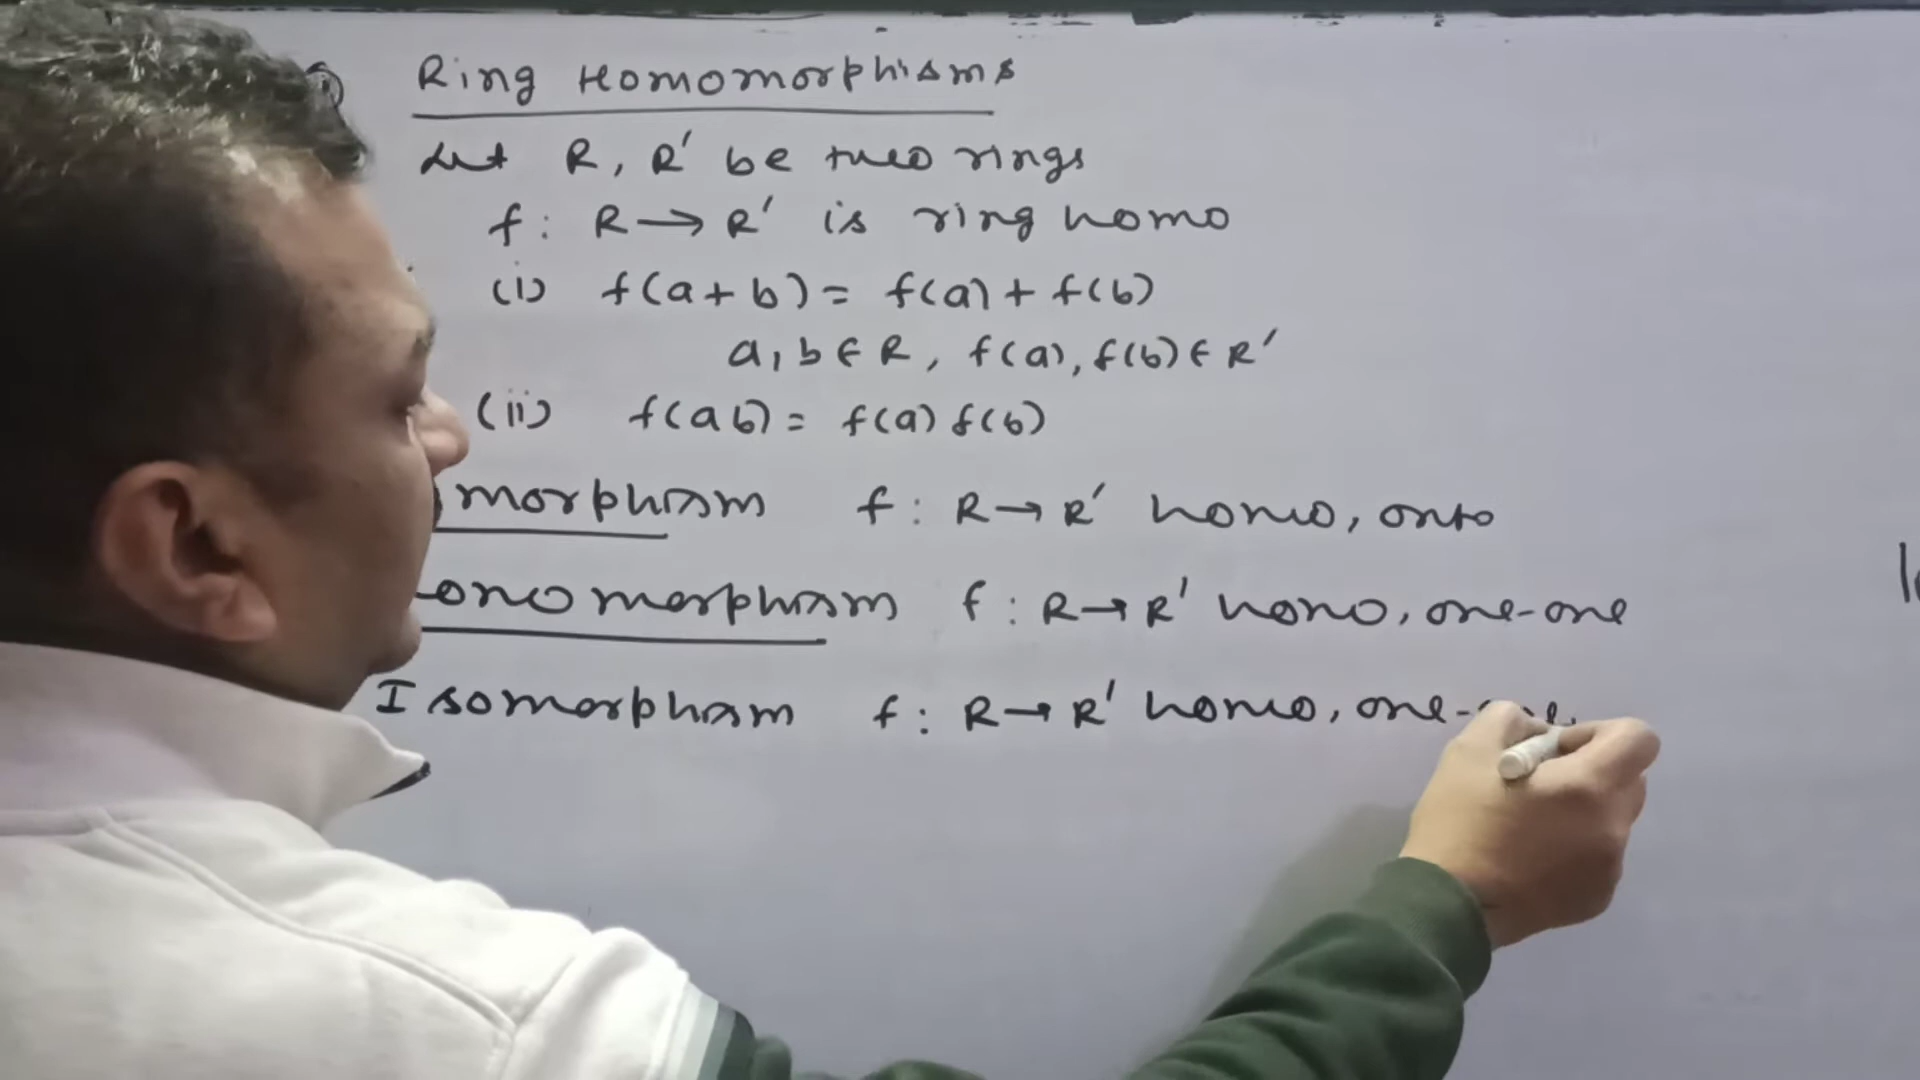 Ring Homomorphisms
Let R, R' be two rings
f: R → R' is ring homo
(i) f(a+b) = f(a) + f(b)
a, b ∈ R, f(a), f(b) ∈ R'
(ii) f(ab) = f(a) f(b)
morphism f: R → R' homo, onto
onomorphism f: R → R' homo, one-one
Isomorphism f: R → R' homo, one-